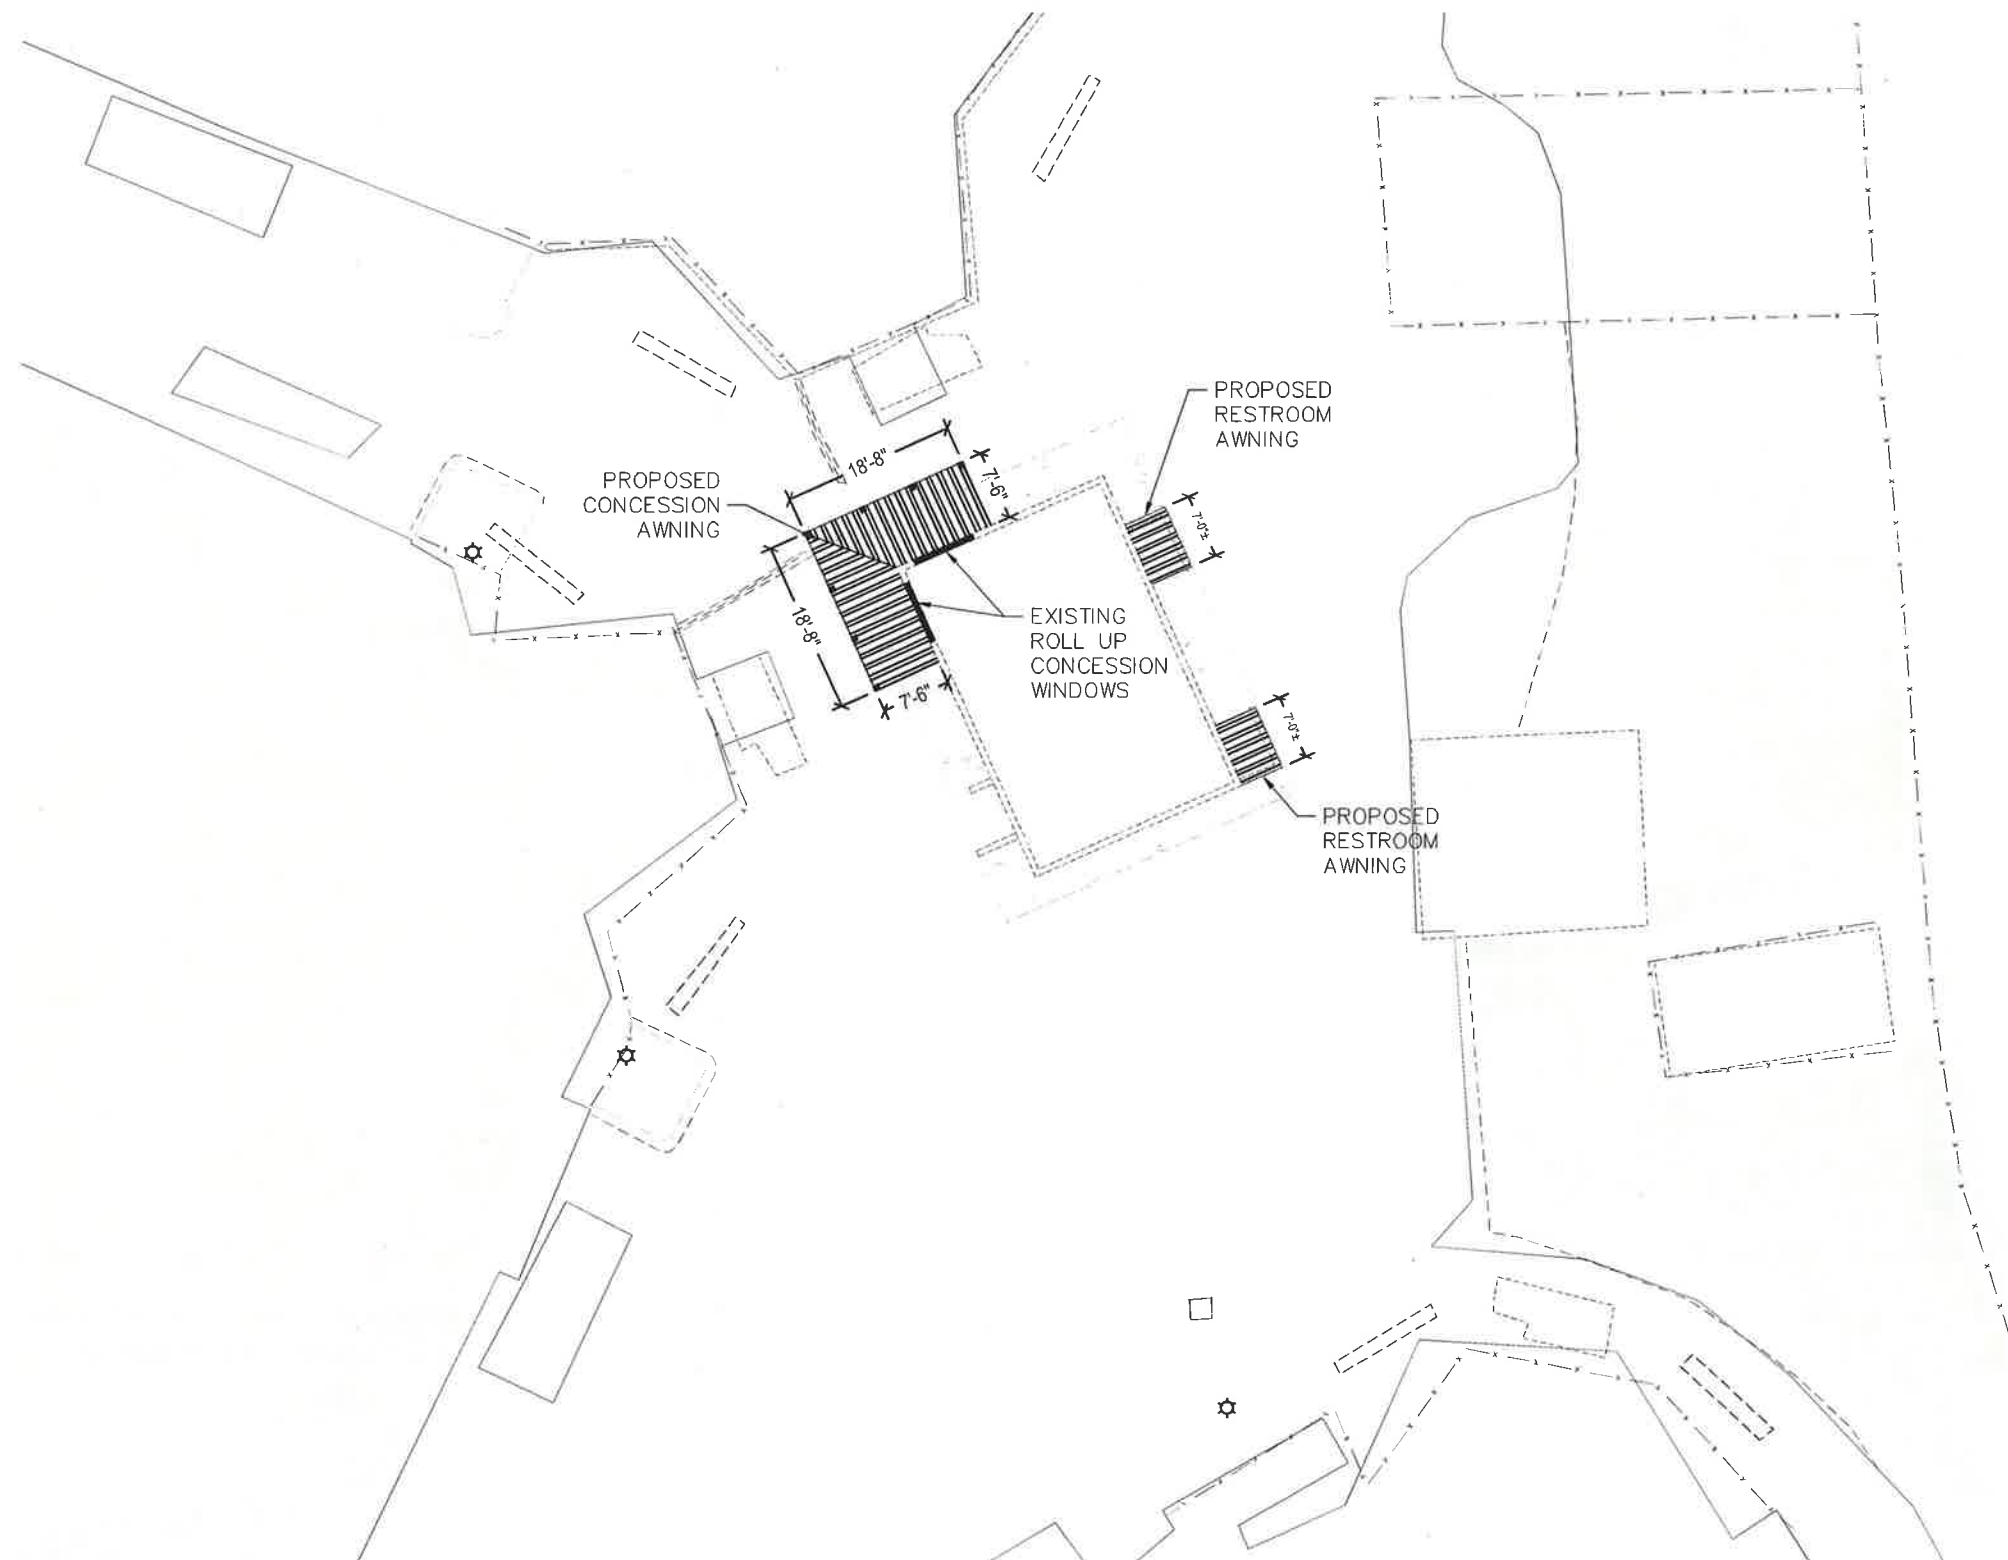 PROPOSED
RESTROOM
AWNING
18'-8"
7'-6"
PROPOSED
CONCESSION
AWNING
7'-0"±
18'-8"
7'-6"
EXISTING
ROLL UP
CONCESSION
WINDOWS
7'-0"±
PROPOSED
RESTROOM
AWNING